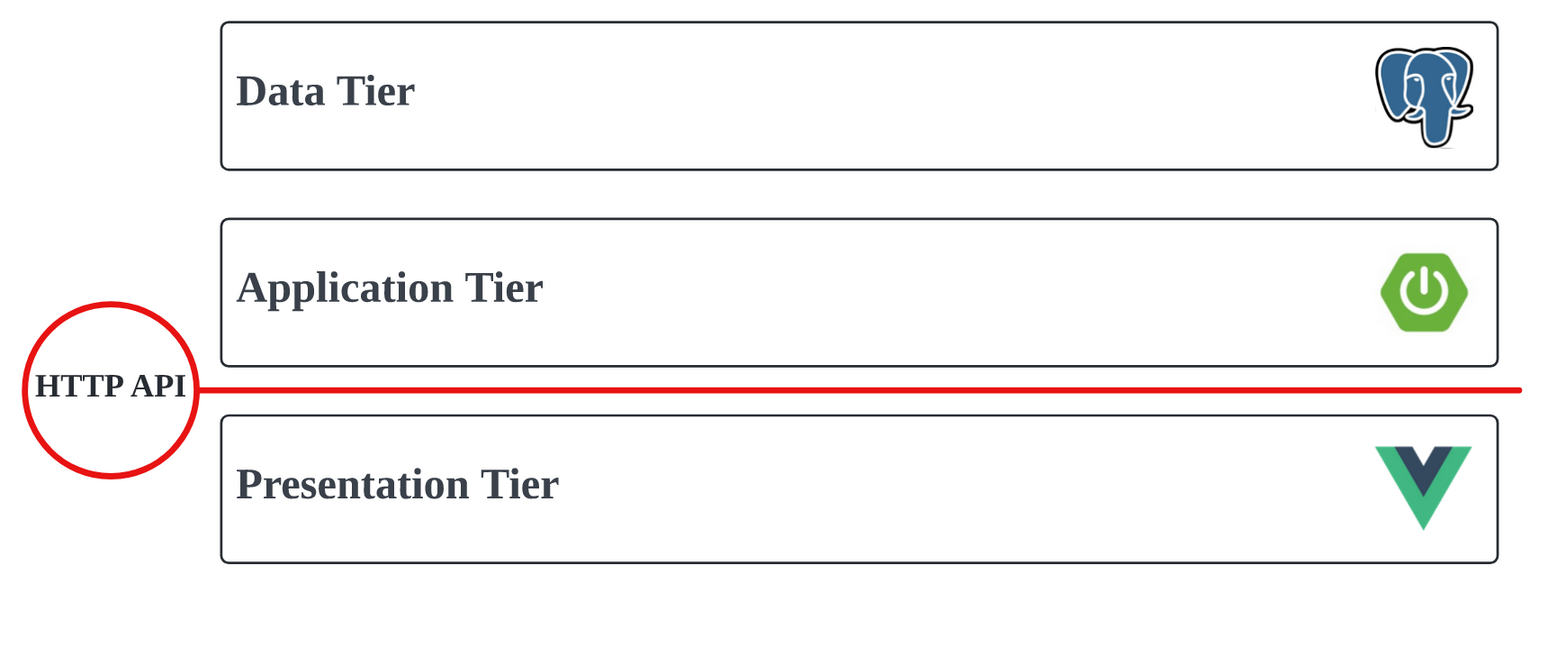 Data Tier
Application Tier
HTTP API
Presentation Tier